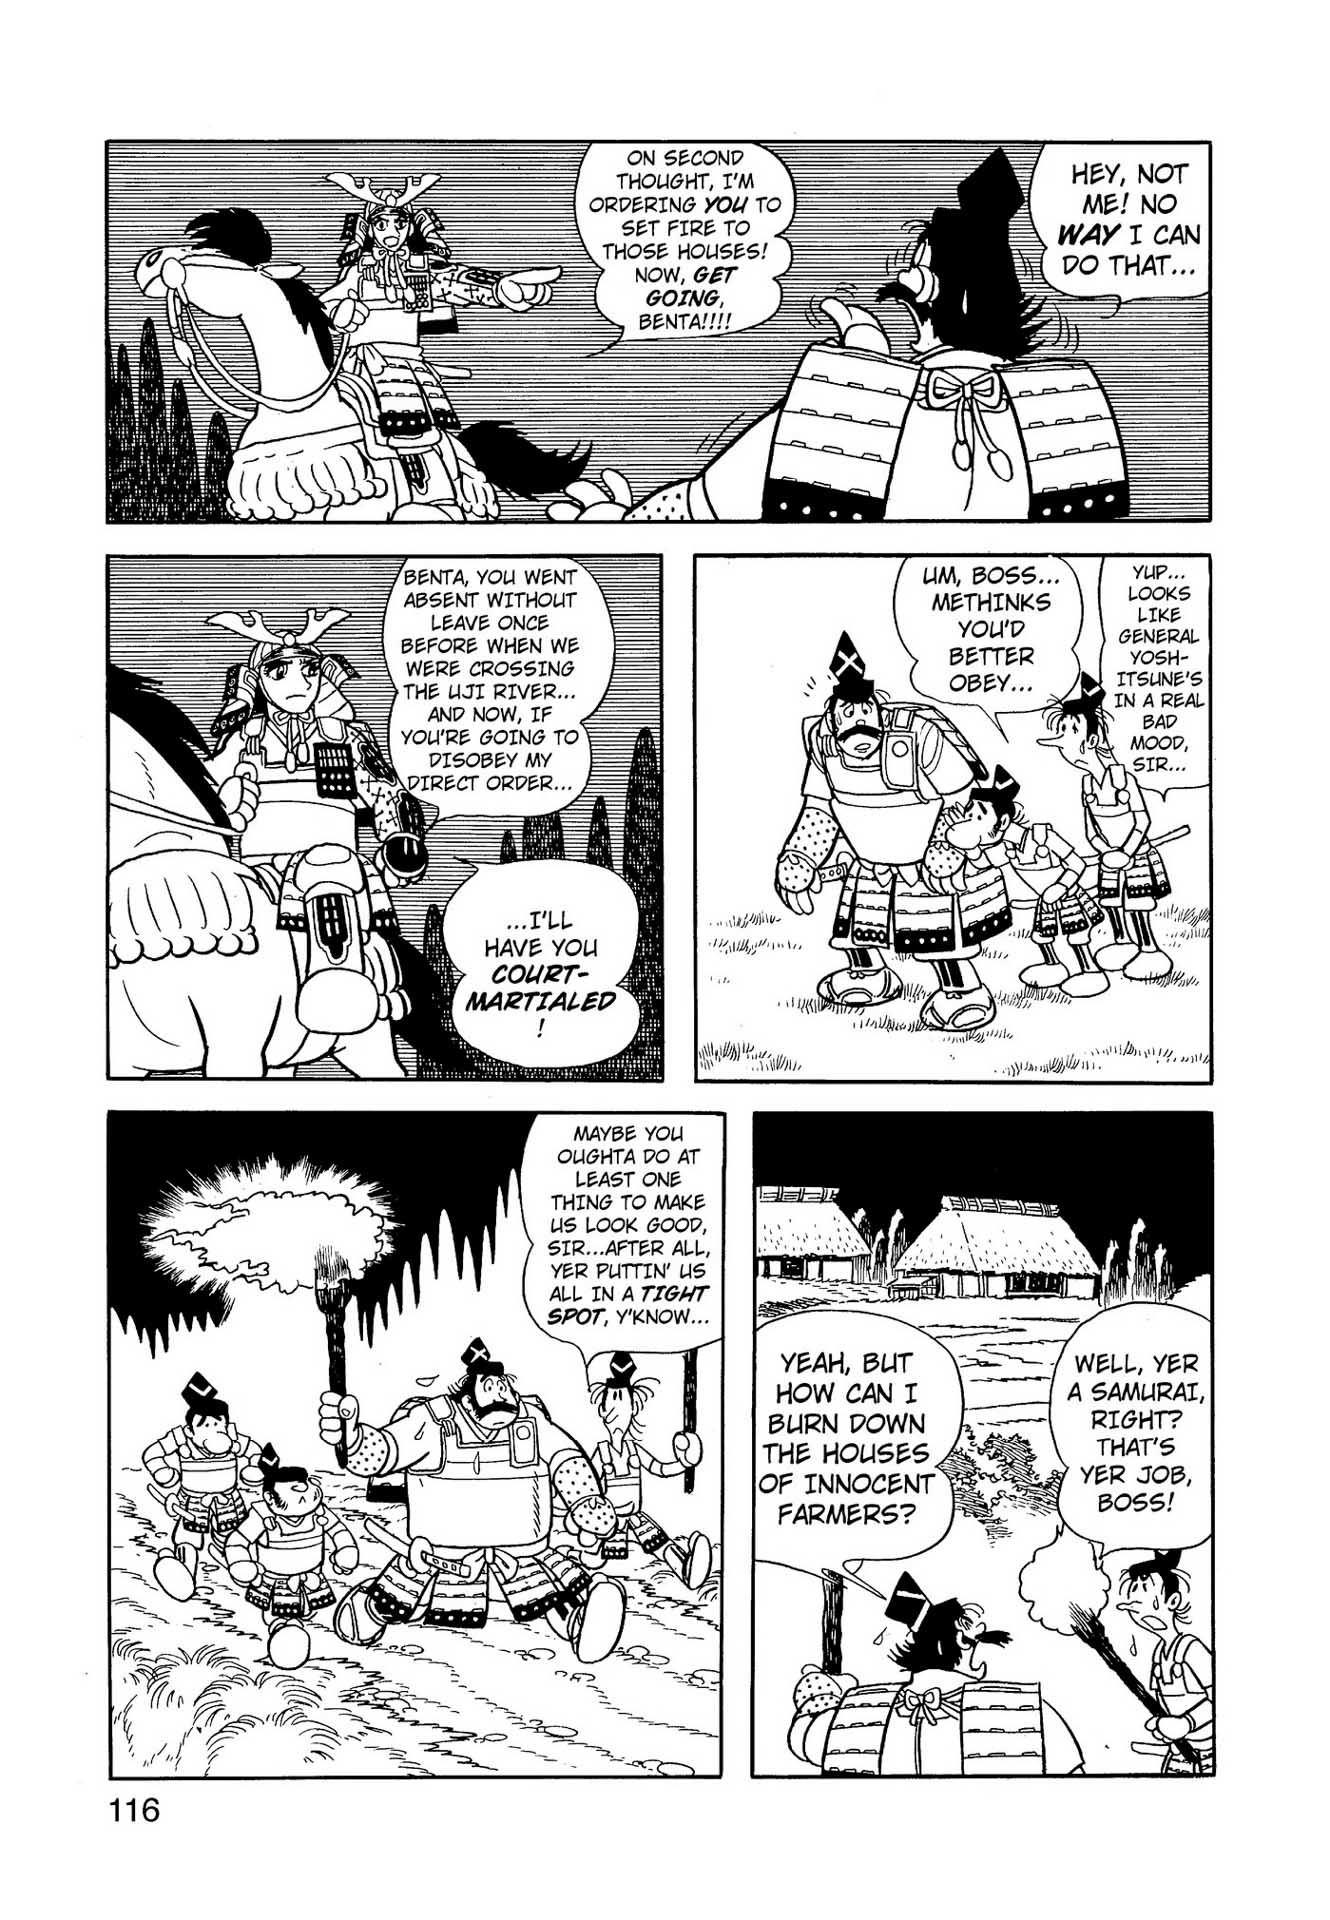 ON SECOND
THOUGHT, I'M
ORDERING YOU TO
SET FIRE TO
THOSE HOUSES!
NOW, GET
GOING,
BENTA!!!!
HEY, NOT
ME! NO
WAY I CAN
DO THAT...
BENTA, YOU WENT
ABSENT WITHOUT
LEAVE ONCE
BEFORE WHEN WE
WERE CROSSING
THE UJI RIVER...
AND NOW, IF
YOU'RE GOING TO
DISOBEY MY
DIRECT ORDER...
...I'LL
HAVE YOU
COURT-
MARTIALED
!
UM, BOSS...
METHINKS
YOU'D
BETTER
OBEY...
YUP...
LOOKS
LIKE
GENERAL
YOSH-
ITSUNE'S
IN A REAL
BAD
MOOD,
SIR...
MAYBE YOU
OUGHTA DO AT
LEAST ONE
THING TO MAKE
US LOOK GOOD,
SIR...AFTER ALL,
YER PUTTIN' US
ALL IN A TIGHT
SPOT, Y'KNOW...
YEAH, BUT
HOW CAN I
BURN DOWN
THE HOUSES
OF INNOCENT
FARMERS?
WELL, YER
A SAMURAI,
RIGHT?
THAT'S
YER JOB,
BOSS!
116